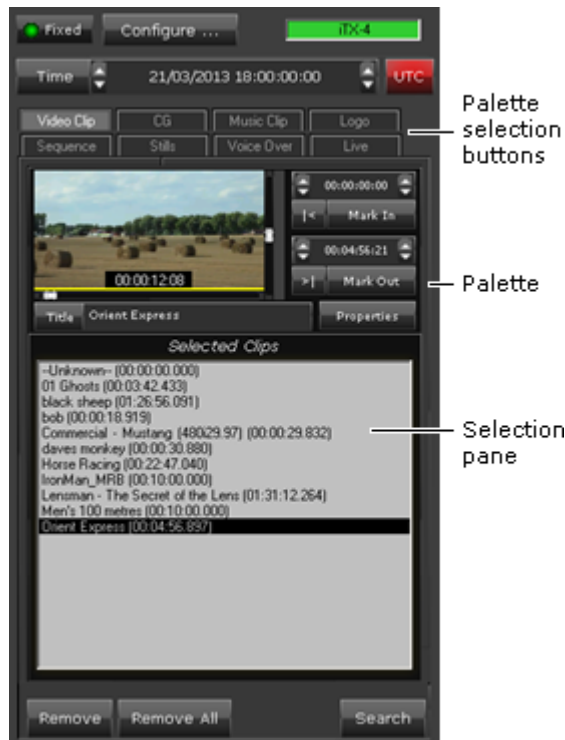 Fixed Configure ... iTX-4
Time 21/03/2013 18:00:00:00 UTC
Video Clip CG Music Clip Logo
Sequence Stills Voice Over Live
Palette
selection
buttons
00:00:00:00
|< Mark In
00:04:56:21
>| Mark Out
00:00:12:08
Palette
Title Orient Express Properties
Selected Clips
--Unknown-- (00:00:00.000)
01 Ghosts (00:03:42.433)
black sheep (01:26:56.091)
bob (00:00:18.919)
Commercial - Mustang (480i29.97) (00:00:29.832)
daves monkey (00:00:30.880)
Horse Racing (00:22:47.040)
IronMan_MRB (00:10:00.000)
Lensman - The Secret of the Lens (01:31:12.264)
Men's 100 metres (00:10:00.000)
Orient Express (00:04:56.897)
Selection
pane
Remove Remove All Search